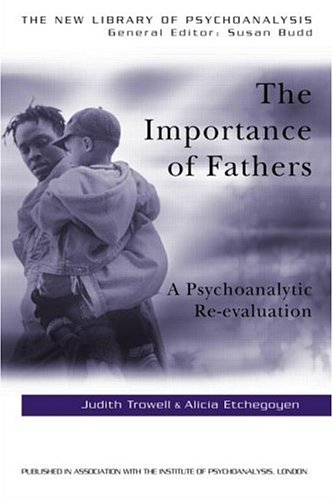 THE NEW LIBRARY OF PSYCHOANALYSIS
General Editor: Susan Budd
The
Importance
of Fathers
A Psychoanalytic
Re-evaluation
Judith Trowell & Alicia Etchegoyen
PUBLISHED IN ASSOCIATION WITH THE INSTITUTE OF PSYCHOANALYSIS, LONDON